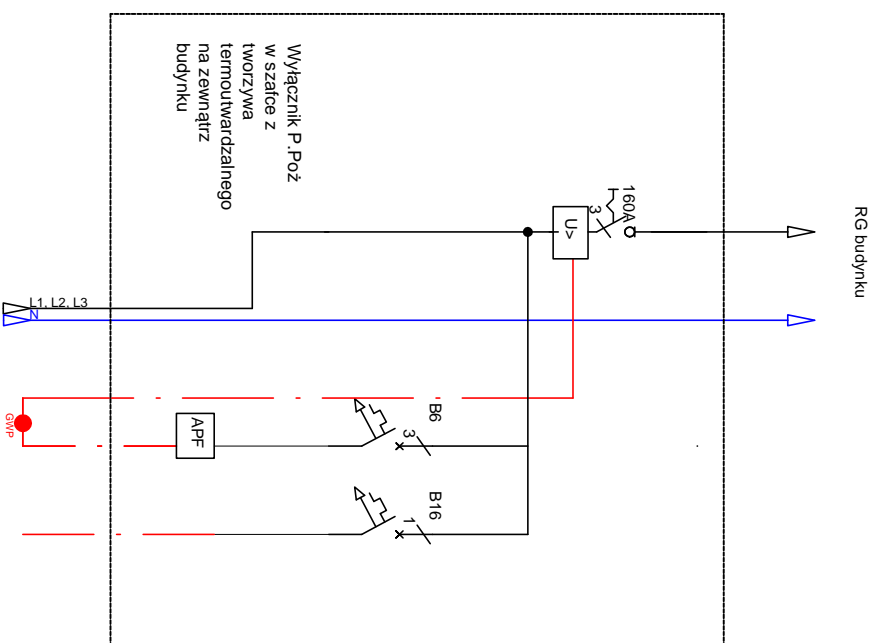 RG budynku
Wyłącznik P.Poż
w szafce z
tworzywa
termoutwardzalnego
na zewnątrz
budynku
160A
3
U>
L1, L2, L3
N
B6
3
APF
GWP
B16
1